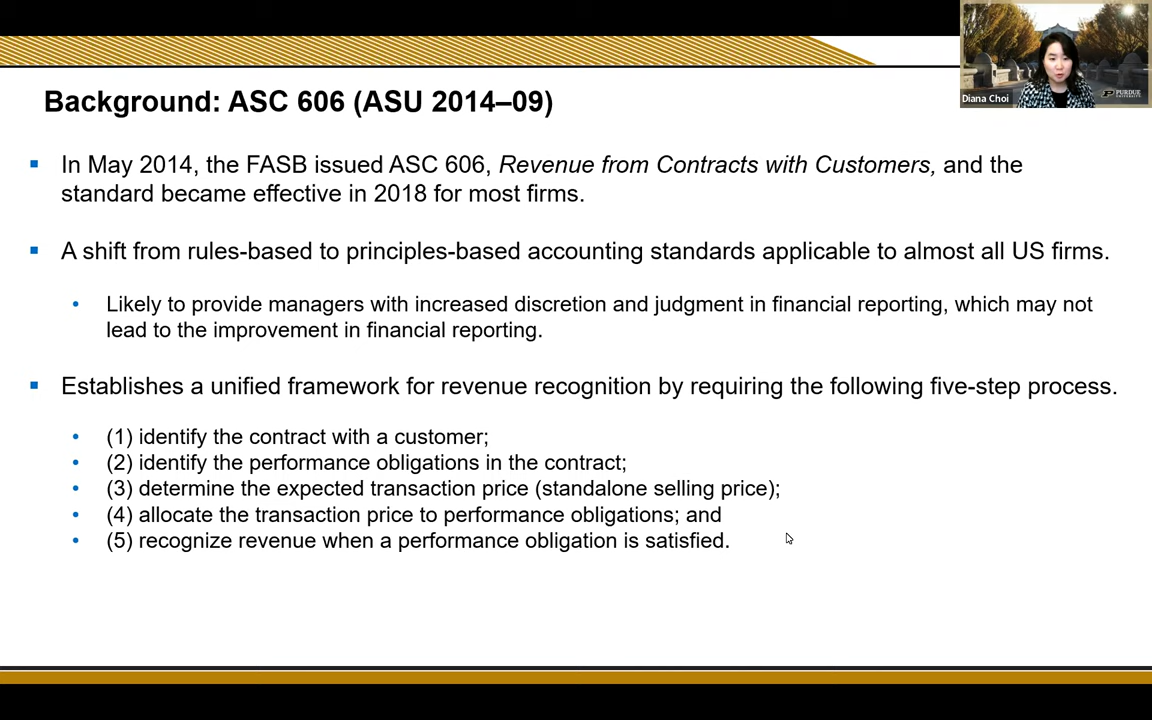 Background: ASC 606 (ASU 2014–09)
Diana Choi
PURDUE
UNIVERSITY
▪ In May 2014, the FASB issued ASC 606, Revenue from Contracts with Customers, and the
standard became effective in 2018 for most firms.
▪ A shift from rules-based to principles-based accounting standards applicable to almost all US firms.
• Likely to provide managers with increased discretion and judgment in financial reporting, which may not
lead to the improvement in financial reporting.
▪ Establishes a unified framework for revenue recognition by requiring the following five-step process.
• (1) identify the contract with a customer;
• (2) identify the performance obligations in the contract;
• (3) determine the expected transaction price (standalone selling price);
• (4) allocate the transaction price to performance obligations; and
• (5) recognize revenue when a performance obligation is satisfied.